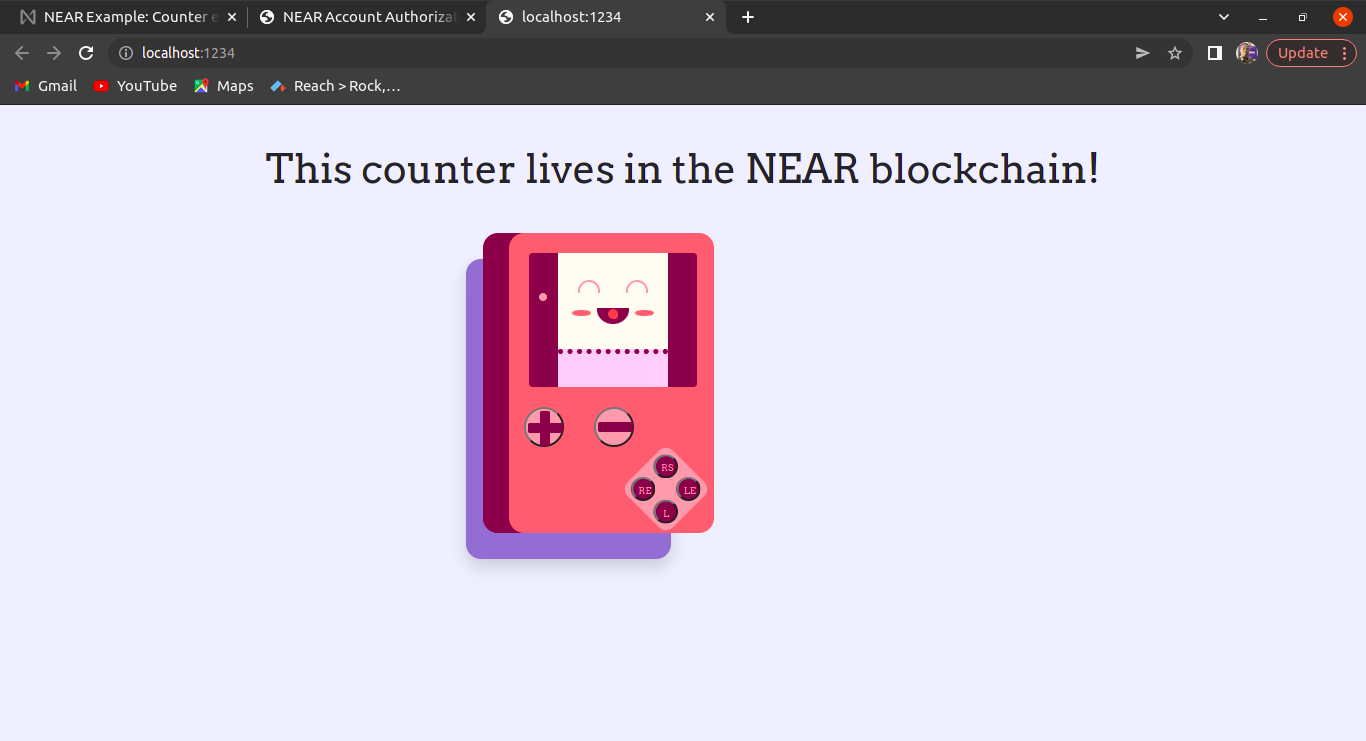 NEAR Example: Counter e
NEAR Account Authoriza
localhost:1234
localhost:1234
Update
Gmail
YouTube
Maps
Reach > Rock,...
This counter lives in the NEAR blockchain!
RS
RE
LE
L